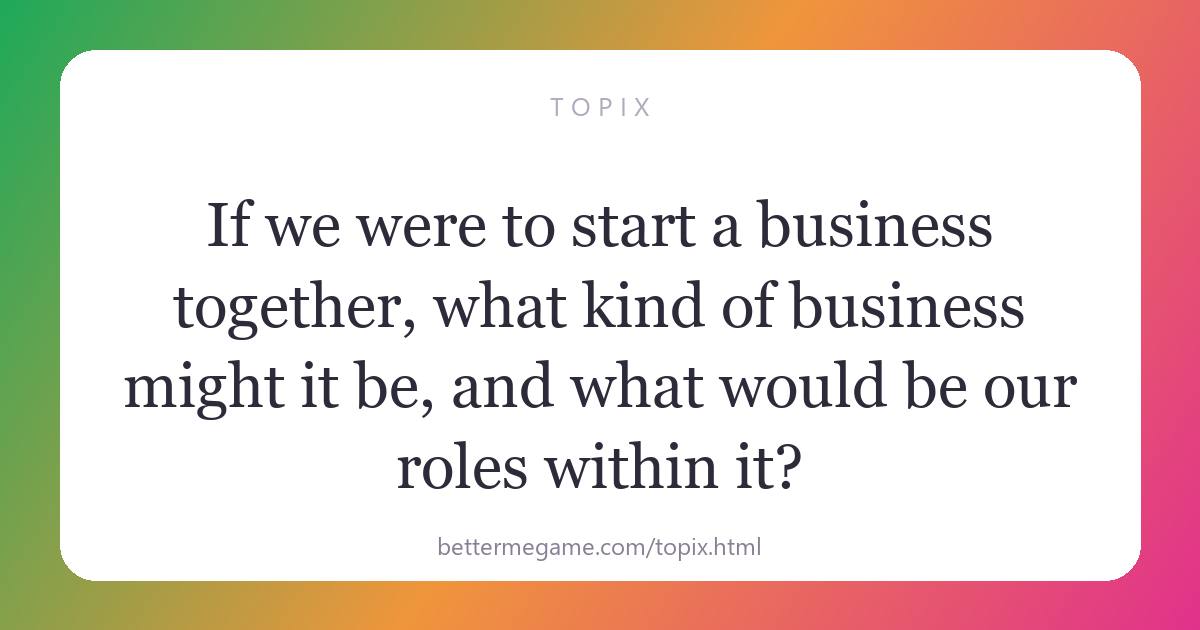 TOPIX
If we were to start a business
together, what kind of business
might it be, and what would be our
roles within it?
bettermegame.com/topix.html